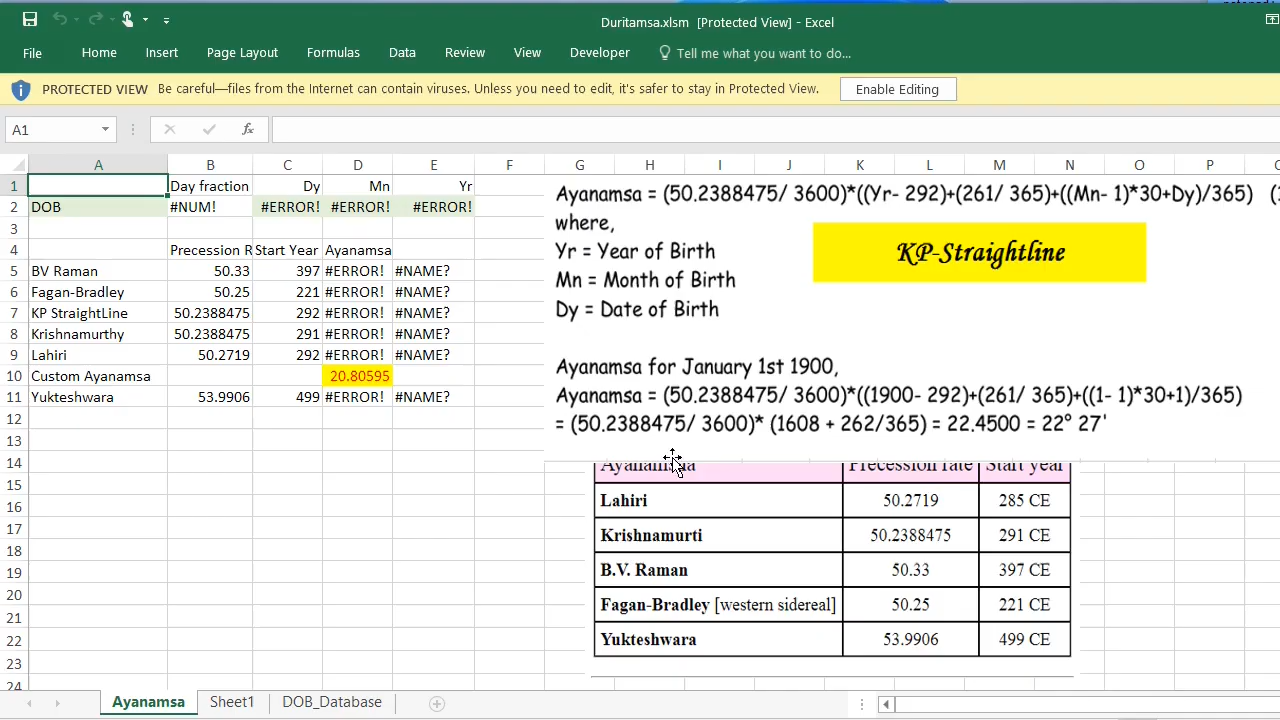 Duritamsa.xlsm [Protected View] - Excel
File Home Insert Page Layout Formulas Data Review View Developer Tell me what you want to do...
PROTECTED VIEW Be careful—files from the Internet can contain viruses. Unless you need to edit, it's safer to stay in Protected View. Enable Editing
A1 fx
A B C D E F G H I J K L M N O P
1 Day fraction Dy Mn Yr
2 DOB #NUM! #ERROR! #ERROR! #ERROR!
3
4 Precession R Start Year Ayanamsa
5 BV Raman 50.33 397 #ERROR! #NAME?
6 Fagan-Bradley 50.25 221 #ERROR! #NAME?
7 KP StraightLine 50.2388475 292 #ERROR! #NAME?
8 Krishnamurthy 50.2388475 291 #ERROR! #NAME?
9 Lahiri 50.2719 292 #ERROR! #NAME?
10 Custom Ayanamsa 20.80595
11 Yukteshwara 53.9906 499 #ERROR! #NAME?
12
13
14
15
16
17
18
19
20
21
22
23
24
Ayanamsa = (50.2388475/ 3600)*((Yr- 292)+(261/ 365)+((Mn- 1)*30+Dy)/365)
where,
Yr = Year of Birth
KP-Straightline
Mn = Month of Birth
Dy = Date of Birth
Ayanamsa for January 1st 1900,
Ayanamsa = (50.2388475/ 3600)*((1900- 292)+(261/ 365)+((1- 1)*30+1)/365)
= (50.2388475/ 3600)* (1608 + 262/365) = 22.4500 = 22° 27'
Ayanamsa Precession rate Start year
Lahiri 50.2719 285 CE
Krishnamurti 50.2388475 291 CE
B.V. Raman 50.33 397 CE
Fagan-Bradley [western sidereal] 50.25 221 CE
Yukteshwara 53.9906 499 CE
Ayanamsa Sheet1 DOB_Database